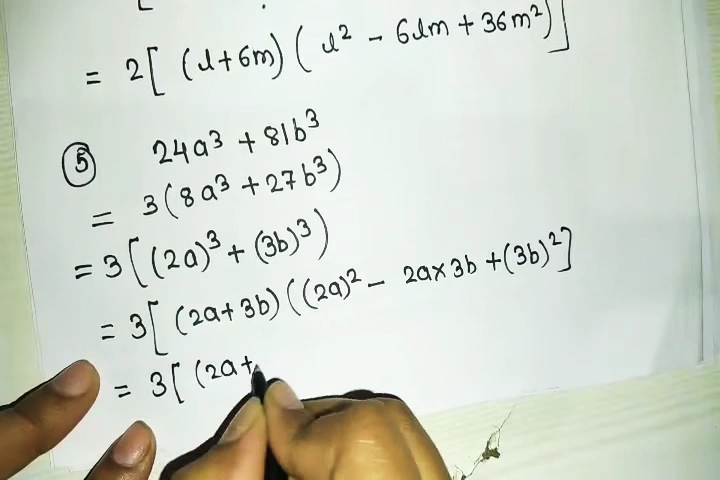 = 2[ (l+6m) ( l² - 6lm + 36m²)]
⑤ 24a³ + 81b³
= 3(8a³ + 27b³)
= 3[(2a)³ + (3b)³)
= 3[ (2a+3b) ((2a)² - 2a×3b + (3b)²]
= 3[ (2a+